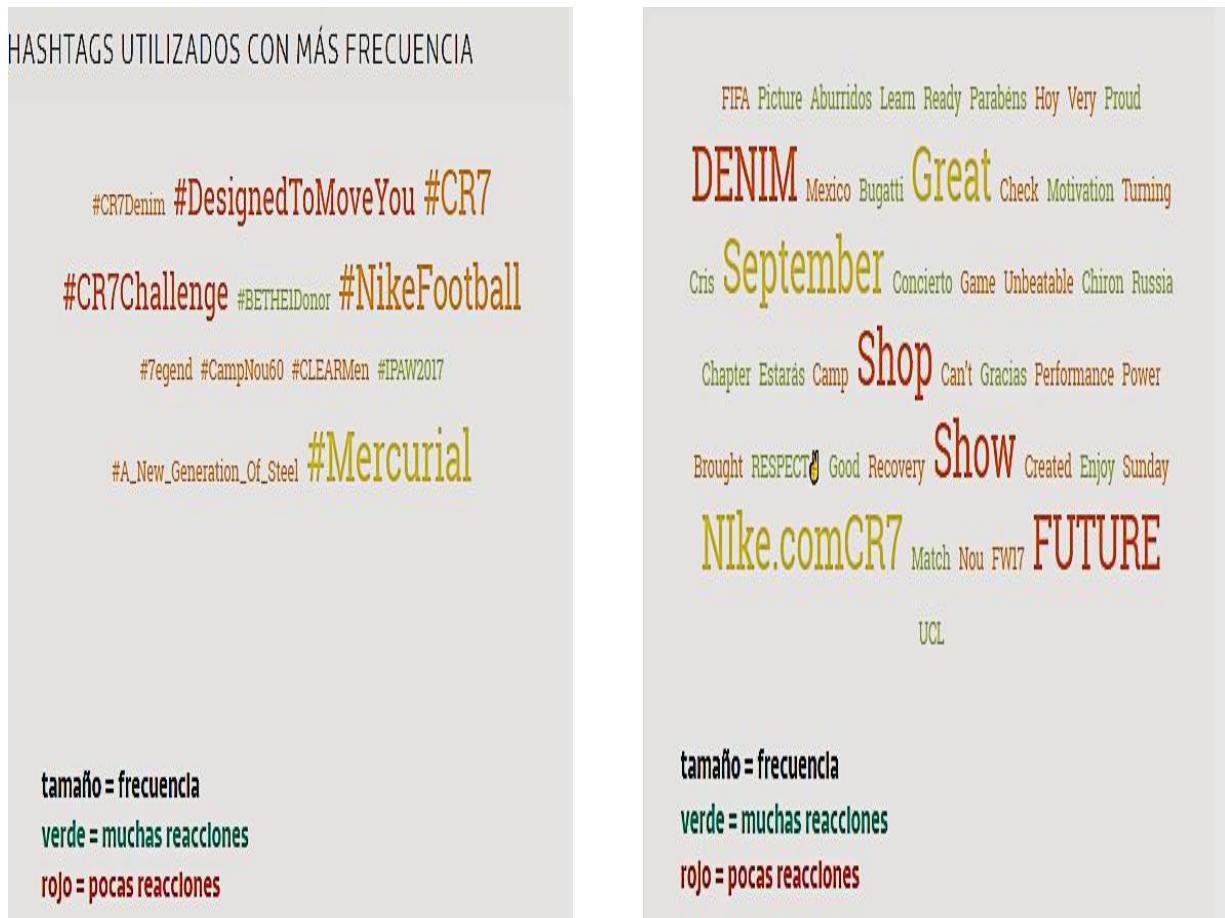 HASHTAGS UTILIZADOS CON MÁS FRECUENCIA
#CR7Denim #DesignedToMoveYou #CR7
#CR7Challenge #BETHE1Donor #NikeFootball
#7egend #CampNou60 #CLEARMen #IPAW2017
#A_New_Generation_Of_Steel #Mercurial
tamaño = frecuencia
verde = muchas reacciones
rojo = pocas reacciones
FIFA Picture Aburridos Learn Ready Parabéns Hoy Very Proud
DENIM Mexico Bugatti Great Check Motivation Turning
Cris September Concierto Game Unbeatable Chiron Russia
Chapter Estarás Camp Shop Can't Gracias Performance Power
Brought RESPECT✌ Good Recovery Show Created Enjoy Sunday
NIke.comCR7 Match Nou FW17 FUTURE
UCL
tamaño = frecuencia
verde = muchas reacciones
rojo = pocas reacciones